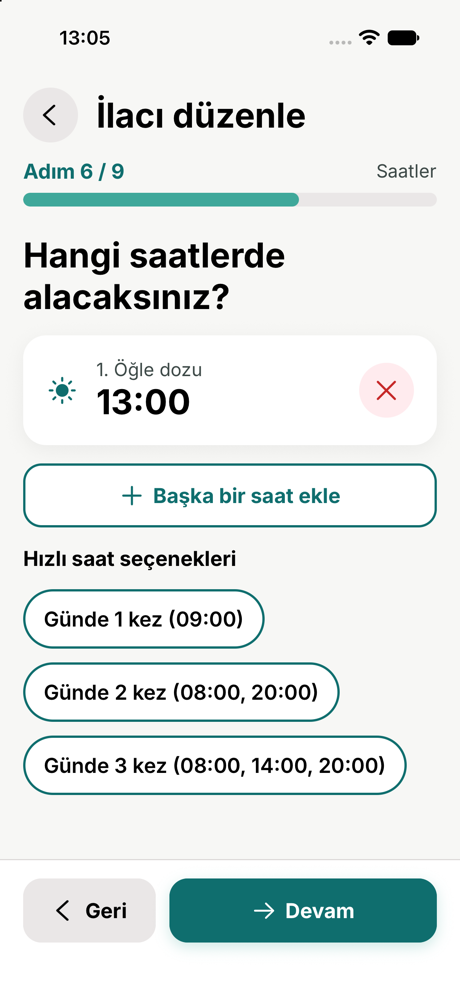 13:05
İlacı düzenle
Adım 6 / 9
Saatler
Hangi saatlerde
alacaksınız?
1. Öğle dozu
13:00
Başka bir saat ekle
Hızlı saat seçenekleri
Günde 1 kez (09:00)
Günde 2 kez (08:00, 20:00)
Günde 3 kez (08:00, 14:00, 20:00)
Geri
Devam